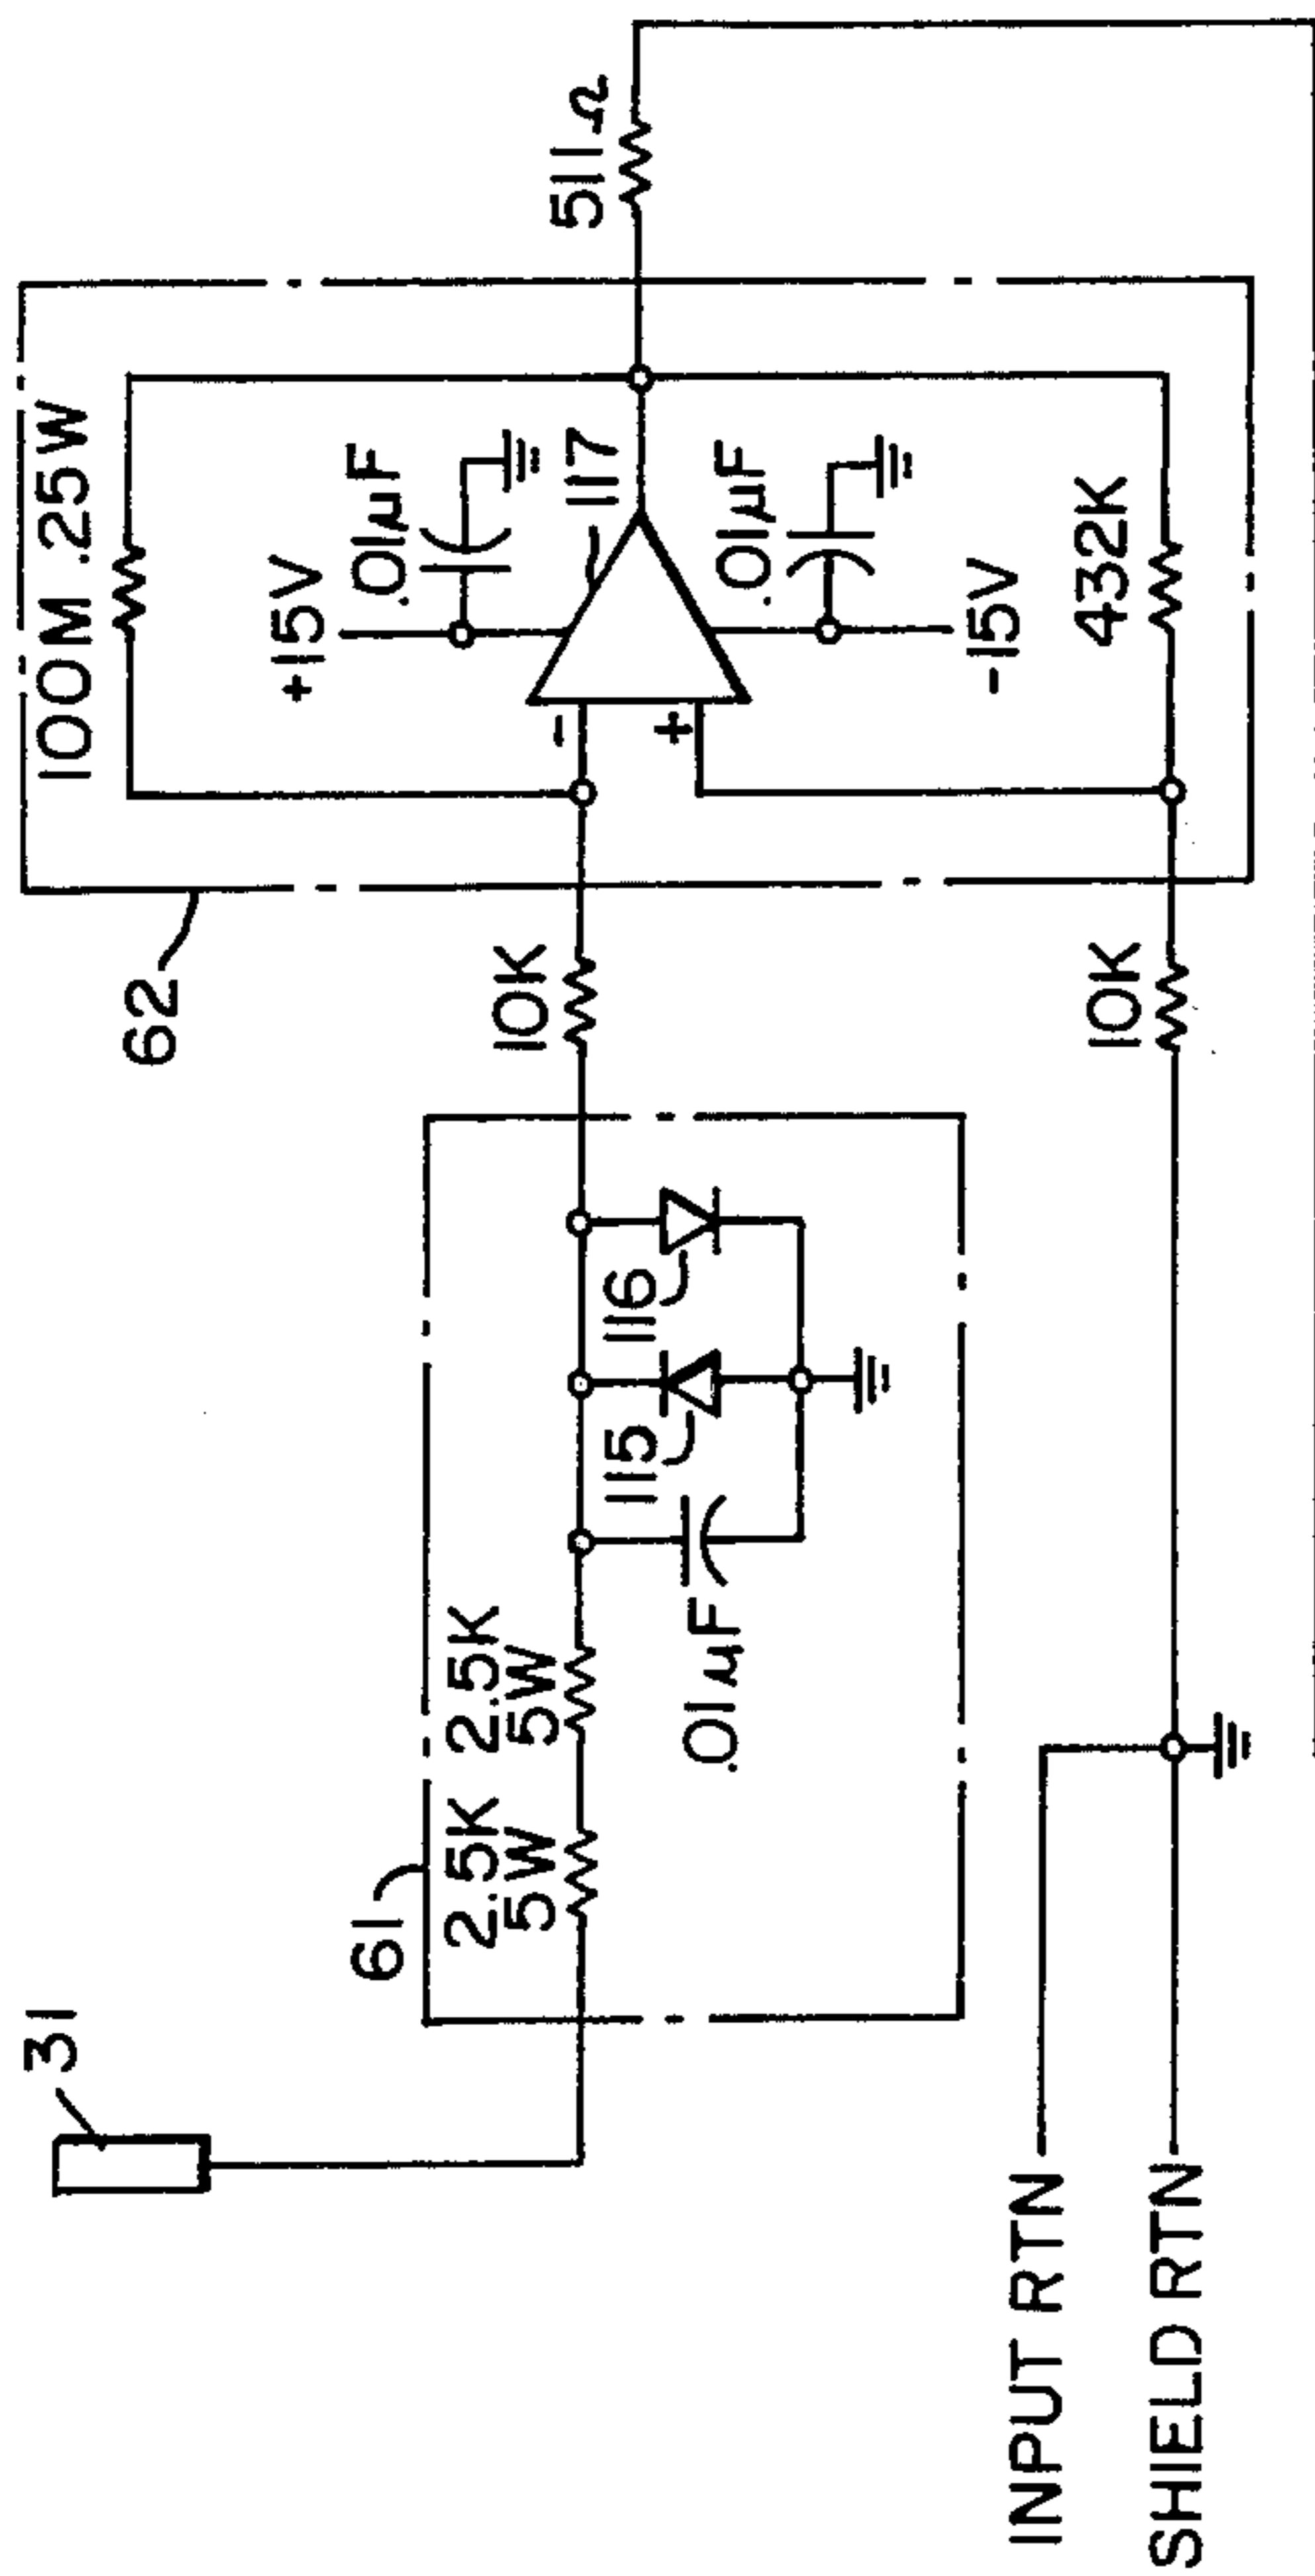 31
61
2.5K 2.5K
5W 5W
.01μF
115
116
10K
62
100M .25W
+15V
.01μF
-
+
117
.01μF
-15V
432K
511Ω
10K
INPUT RTN
SHIELD RTN